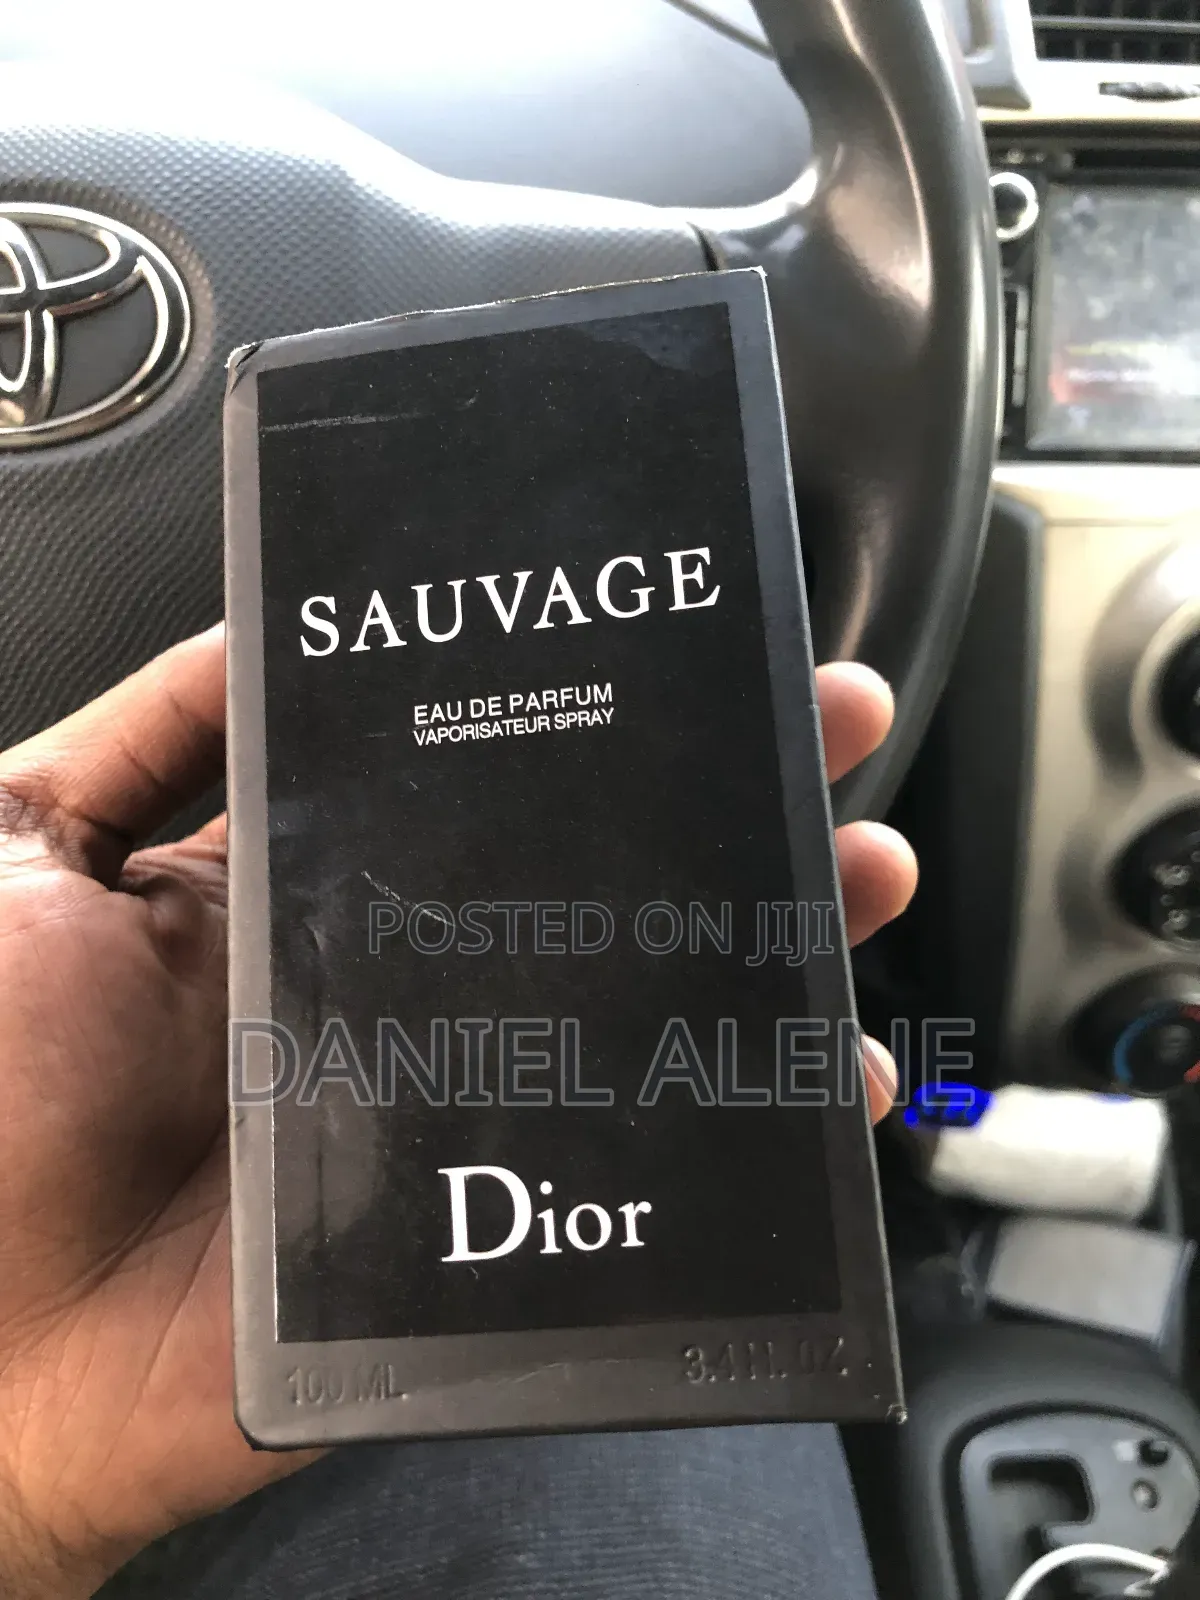 SAUVAGE
EAU DE PARFUM
VAPORISATEUR SPRAY
POSTED ON JIJI
DANIEL ALENE
Dior
100 ML
3.4 fl. OZ.